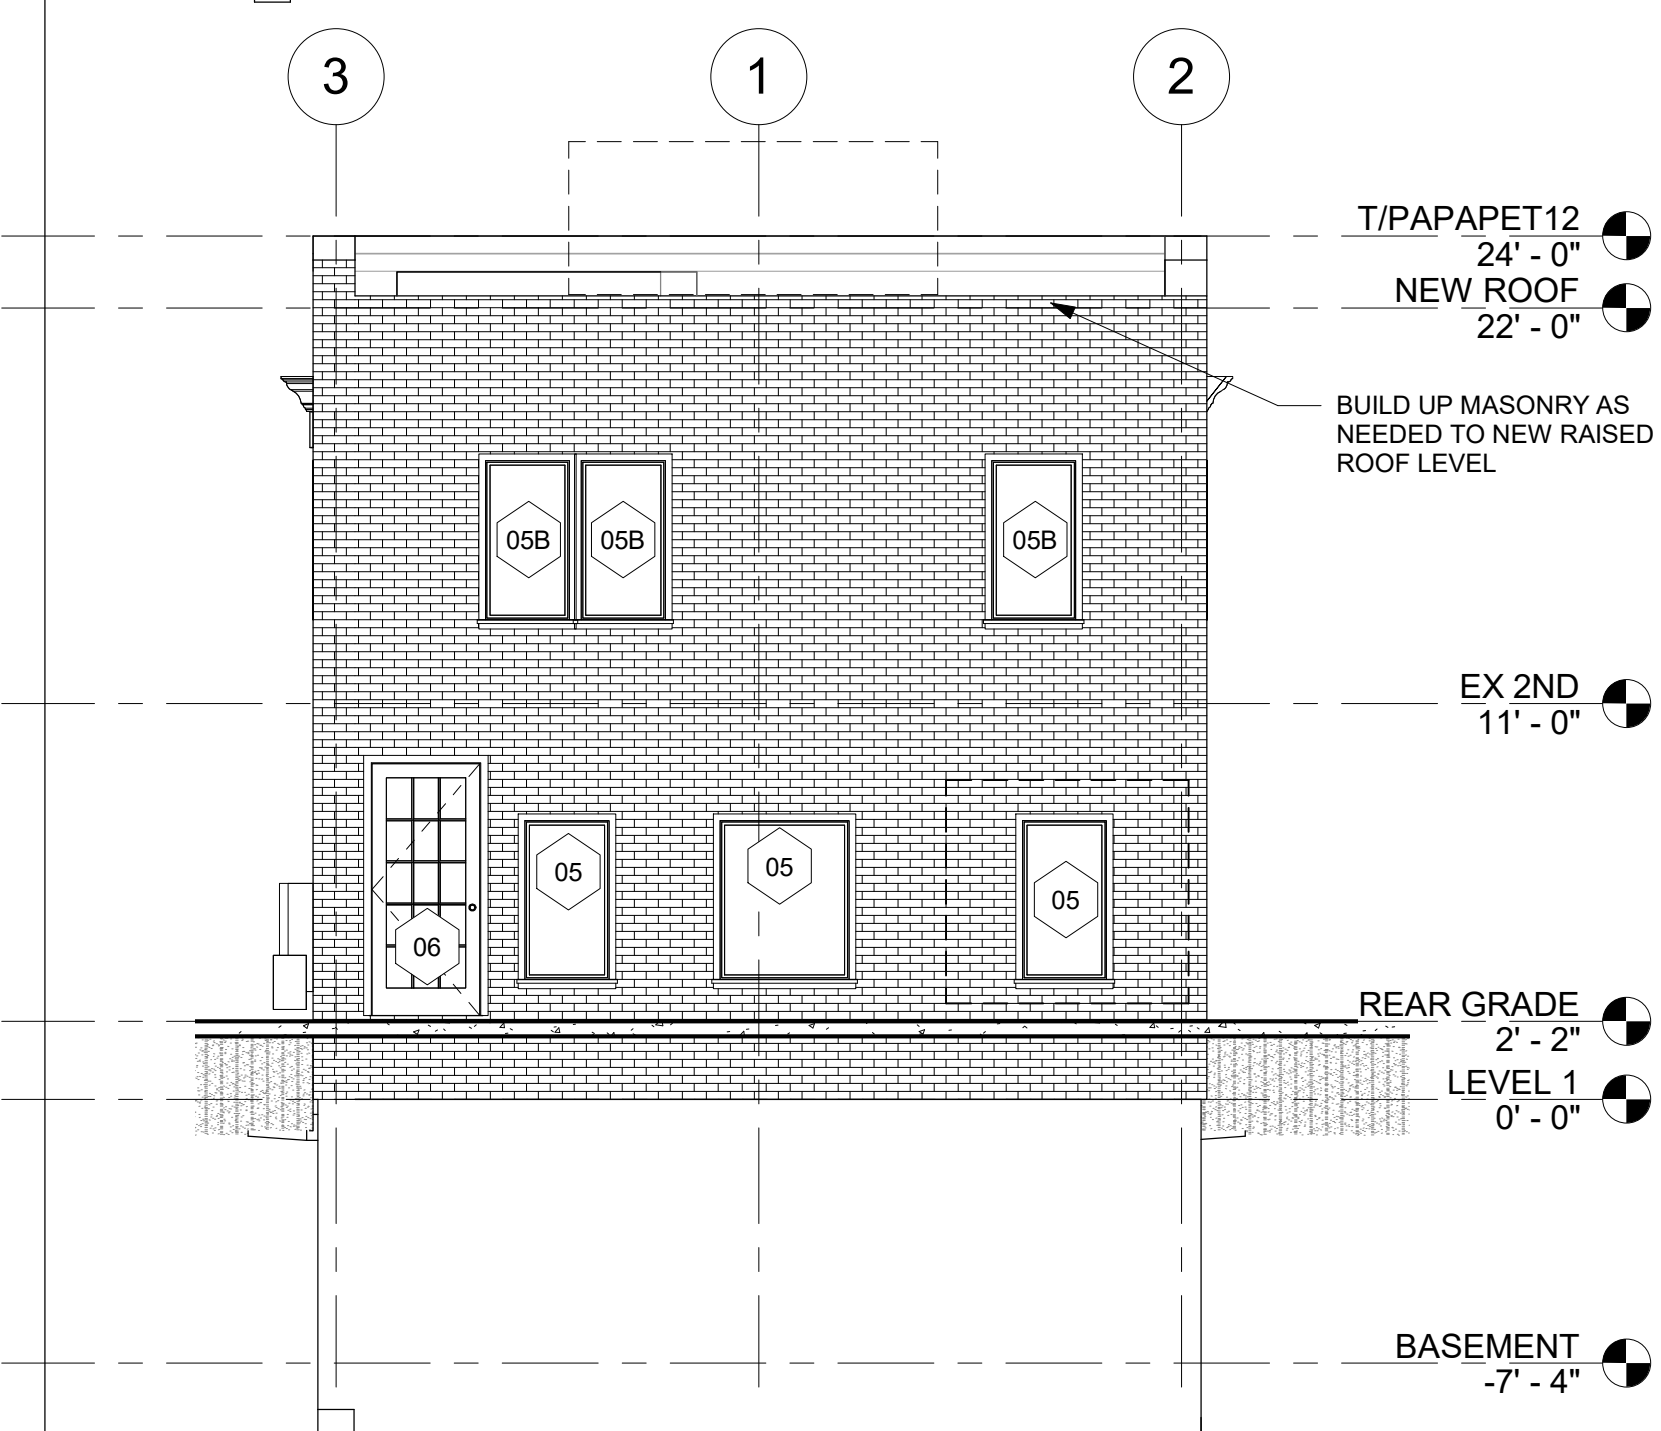 3
1
2
T/PAPAPET12
24' - 0"
NEW ROOF
22' - 0"
BUILD UP MASONRY AS
NEEDED TO NEW RAISED
ROOF LEVEL
05B
05B
05B
EX 2ND
11' - 0"
05
05
05
06
REAR GRADE
2' - 2"
LEVEL 1
0' - 0"
BASEMENT
-7' - 4"